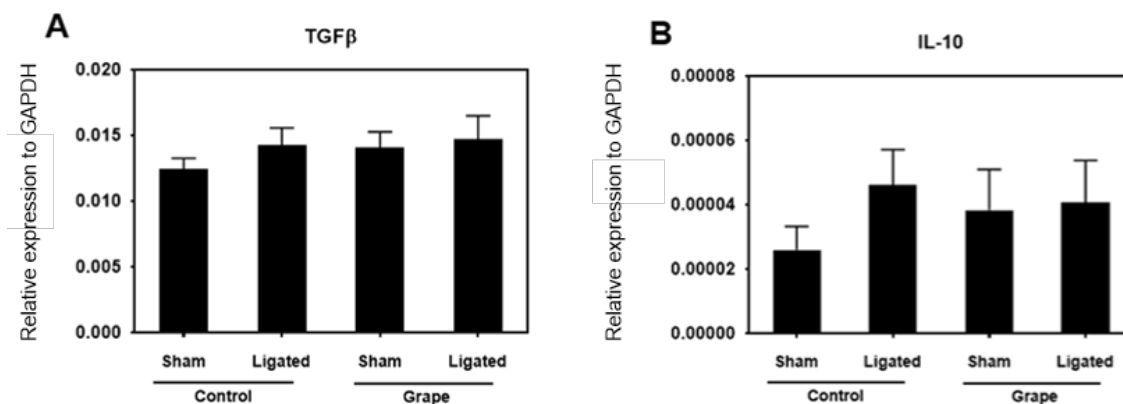 A
TGFβ
Relative expression to GAPDH
0.020
0.015
0.010
0.005
0.000
Sham Ligated Sham Ligated
Control Grape
B
IL-10
Relative expression to GAPDH
0.00008
0.00006
0.00004
0.00002
0.00000
Sham Ligated Sham Ligated
Control Grape